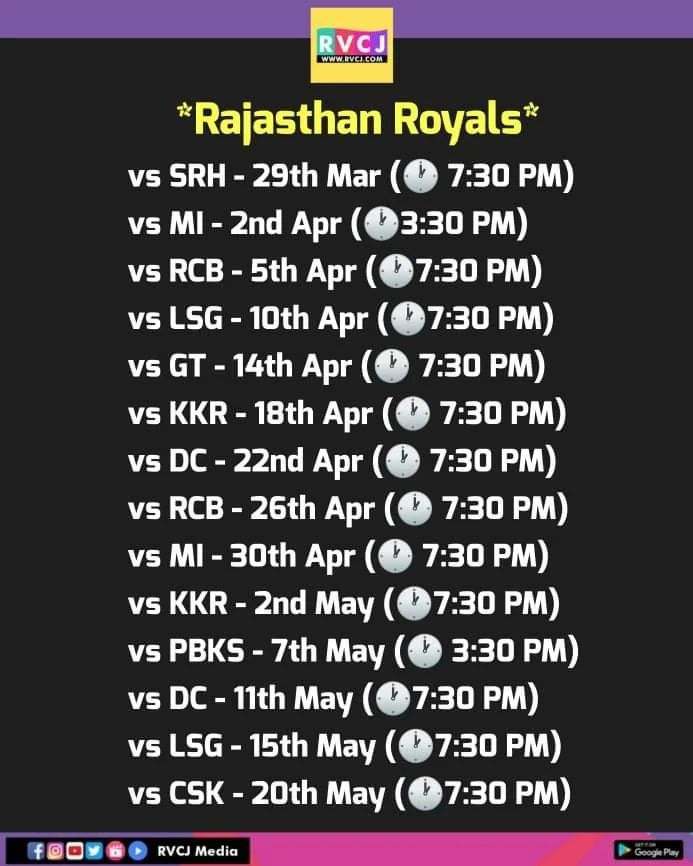 RVCJ
WWW.RVCJ.COM
*Rajasthan Royals*
vs SRH - 29th Mar (🕐 7:30 PM)
vs MI - 2nd Apr (🕐3:30 PM)
vs RCB - 5th Apr (🕐7:30 PM)
vs LSG - 10th Apr (🕐7:30 PM)
vs GT - 14th Apr (🕐 7:30 PM)
vs KKR - 18th Apr (🕐 7:30 PM)
vs DC - 22nd Apr (🕐 7:30 PM)
vs RCB - 26th Apr (🕐 7:30 PM)
vs MI - 30th Apr (🕐 7:30 PM)
vs KKR - 2nd May (🕐7:30 PM)
vs PBKS - 7th May (🕐 3:30 PM)
vs DC - 11th May (🕐7:30 PM)
vs LSG - 15th May (🕐7:30 PM)
vs CSK - 20th May (🕐7:30 PM)
RVCJ Media
GET IT ON
Google Play